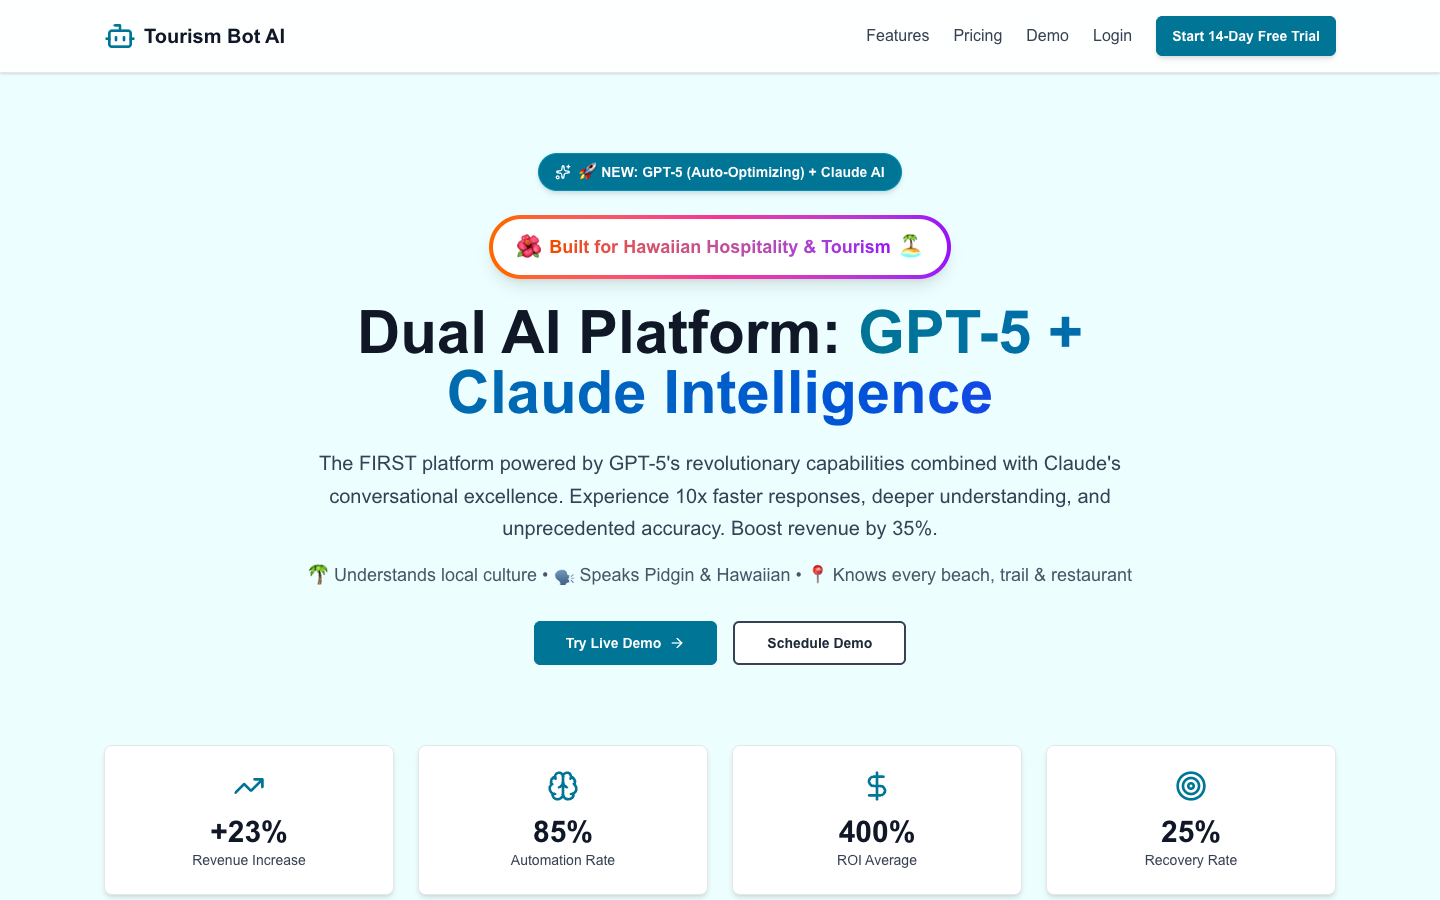 Tourism Bot AI
Features
Pricing
Demo
Login
Start 14-Day Free Trial
🚀 NEW: GPT-5 (Auto-Optimizing) + Claude AI
🌺 Built for Hawaiian Hospitality & Tourism 🏝️
Dual AI Platform: GPT-5 +
Claude Intelligence
The FIRST platform powered by GPT-5's revolutionary capabilities combined with Claude's
conversational excellence. Experience 10x faster responses, deeper understanding, and
unprecedented accuracy. Boost revenue by 35%.
🌴 Understands local culture • 🗣️ Speaks Pidgin & Hawaiian • 📍 Knows every beach, trail & restaurant
Try Live Demo →
Schedule Demo
+23%
Revenue Increase
85%
Automation Rate
400%
ROI Average
25%
Recovery Rate